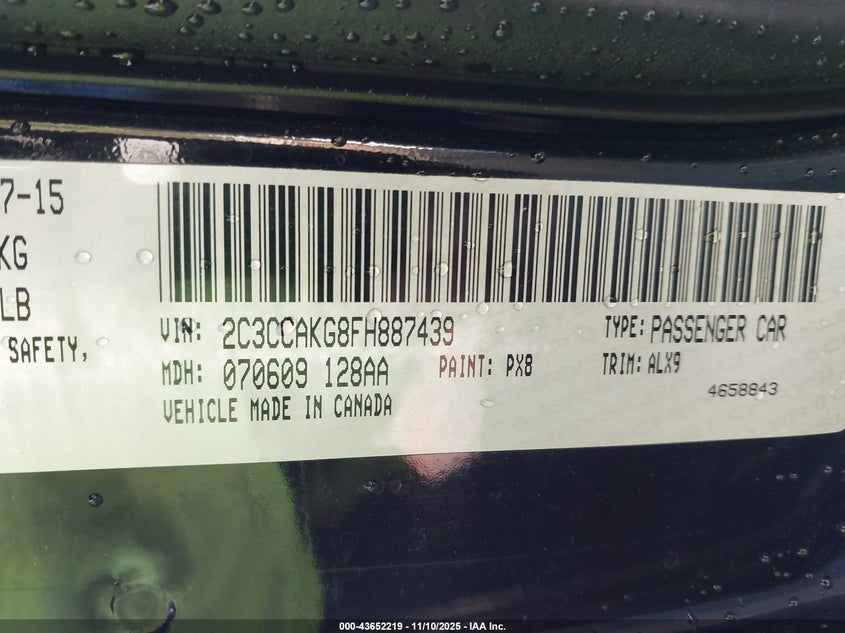 7-15
KG
LB
SAFETY,
VIN: 2C3CCAKG8FH887439 TYPE: PASSENGER CAR
MDH: 070609 128AA PAINT: PX8 TRIM: ALX9
VEHICLE MADE IN CANADA 4658843
000-43652219 - 11/10/2025 - IAA Inc.